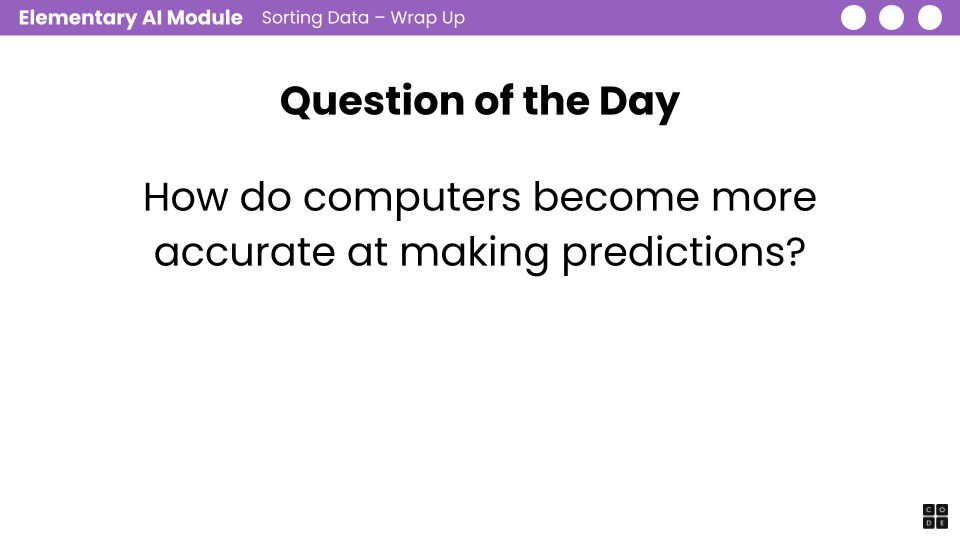 Elementary AI Module Sorting Data – Wrap Up
Question of the Day
How do computers become more
accurate at making predictions?
C O
D E